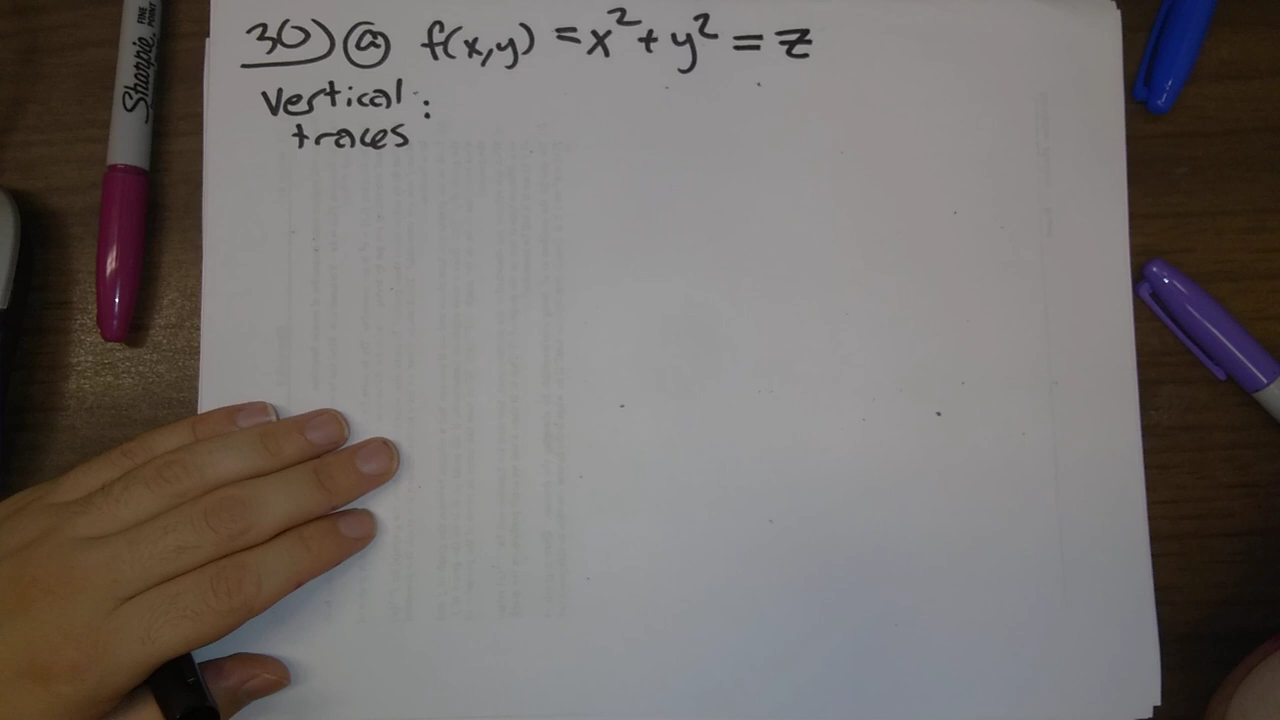 30) ⓐ f(x,y) = x² + y² = z
Vertical :
traces
Sharpie.
FINE
POINT